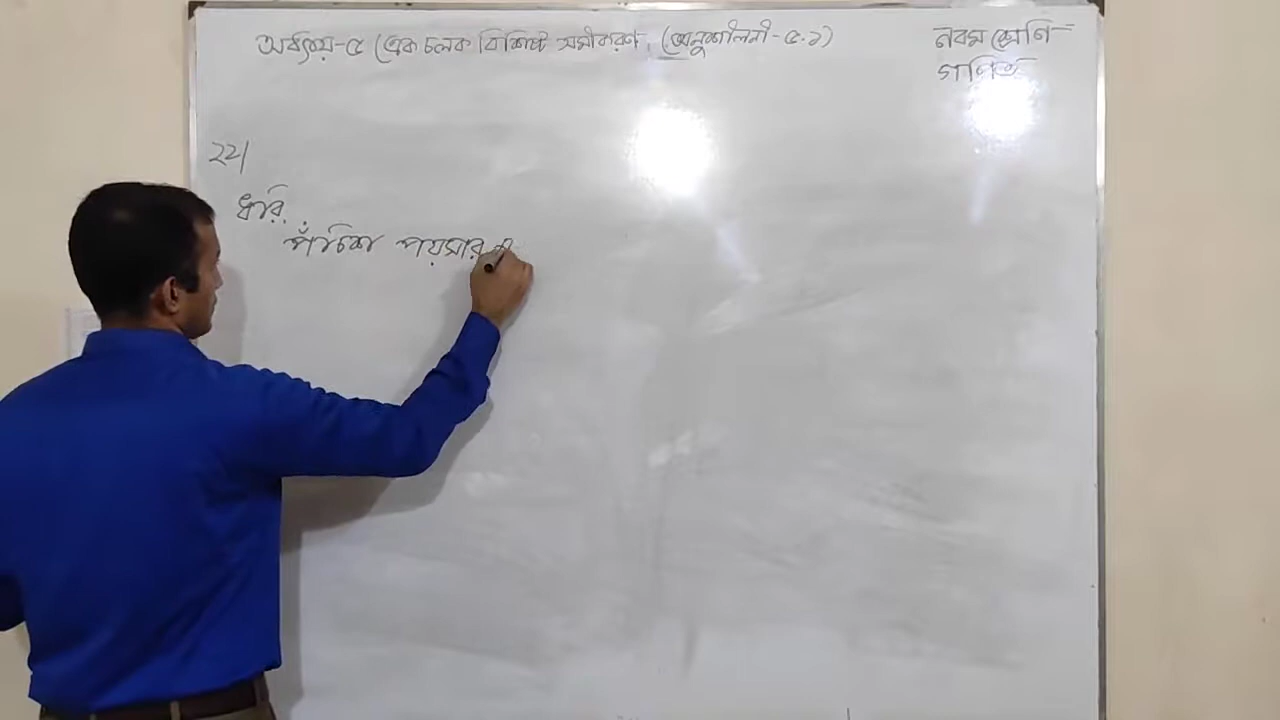 অধ্যায়-৫ (এক চলক বিশিষ্ট সমীকরণ, (অনুশীলনী-৫.১)
নবম শ্রেণি
গণিত
২২।
ধরি,
পঁচিশ পয়সার